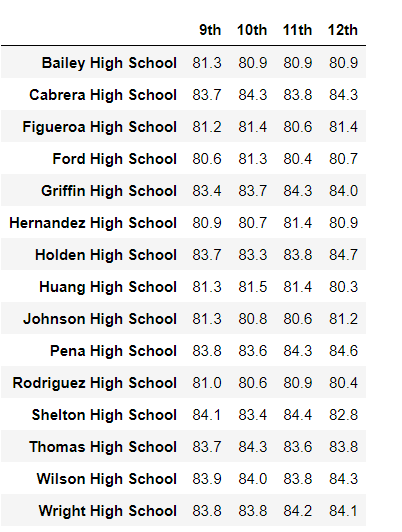 9th 10th 11th 12th
Bailey High School 81.3 80.9 80.9 80.9
Cabrera High School 83.7 84.3 83.8 84.3
Figueroa High School 81.2 81.4 80.6 81.4
Ford High School 80.6 81.3 80.4 80.7
Griffin High School 83.4 83.7 84.3 84.0
Hernandez High School 80.9 80.7 81.4 80.9
Holden High School 83.7 83.3 83.8 84.7
Huang High School 81.3 81.5 81.4 80.3
Johnson High School 81.3 80.8 80.6 81.2
Pena High School 83.8 83.6 84.3 84.6
Rodriguez High School 81.0 80.6 80.9 80.4
Shelton High School 84.1 83.4 84.4 82.8
Thomas High School 83.7 84.3 83.6 83.8
Wilson High School 83.9 84.0 83.8 84.3
Wright High School 83.8 83.8 84.2 84.1